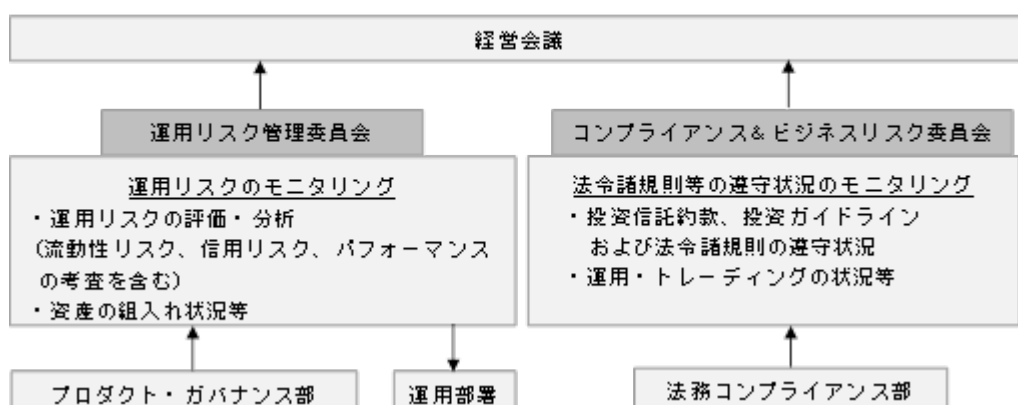 経営会議
運用リスク管理委員会
運用リスクのモニタリング
・運用リスクの評価・分析
(流動性リスク、信用リスク、パフォーマンス
の考査を含む)
・資産の組入れ状況等
コンプライアンス&ビジネスリスク委員会
法令諸規則等の遵守状況のモニタリング
・投資信託約款、投資ガイドライン
および法令諸規則の遵守状況
・運用・トレーディングの状況等
プロダクト・ガバナンス部
運用部署
法務コンプライアンス部